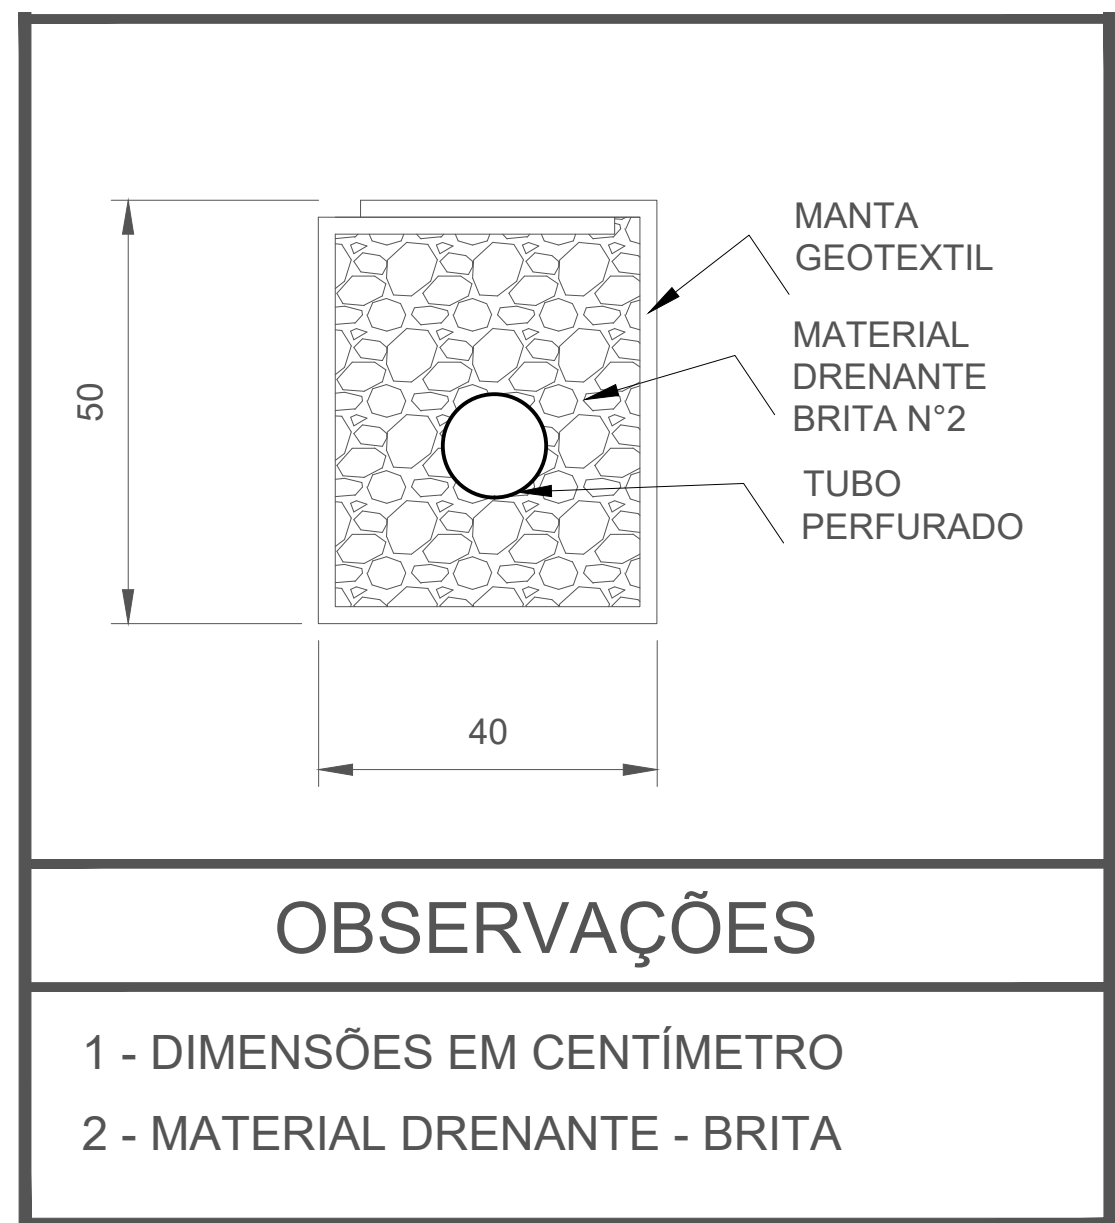 MANTA
GEOTEXTIL
MATERIAL
DRENANTE
BRITA N°2
TUBO
PERFURADO
50
40
OBSERVAÇÕES
1 - DIMENSÕES EM CENTÍMETRO
2 - MATERIAL DRENANTE - BRITA